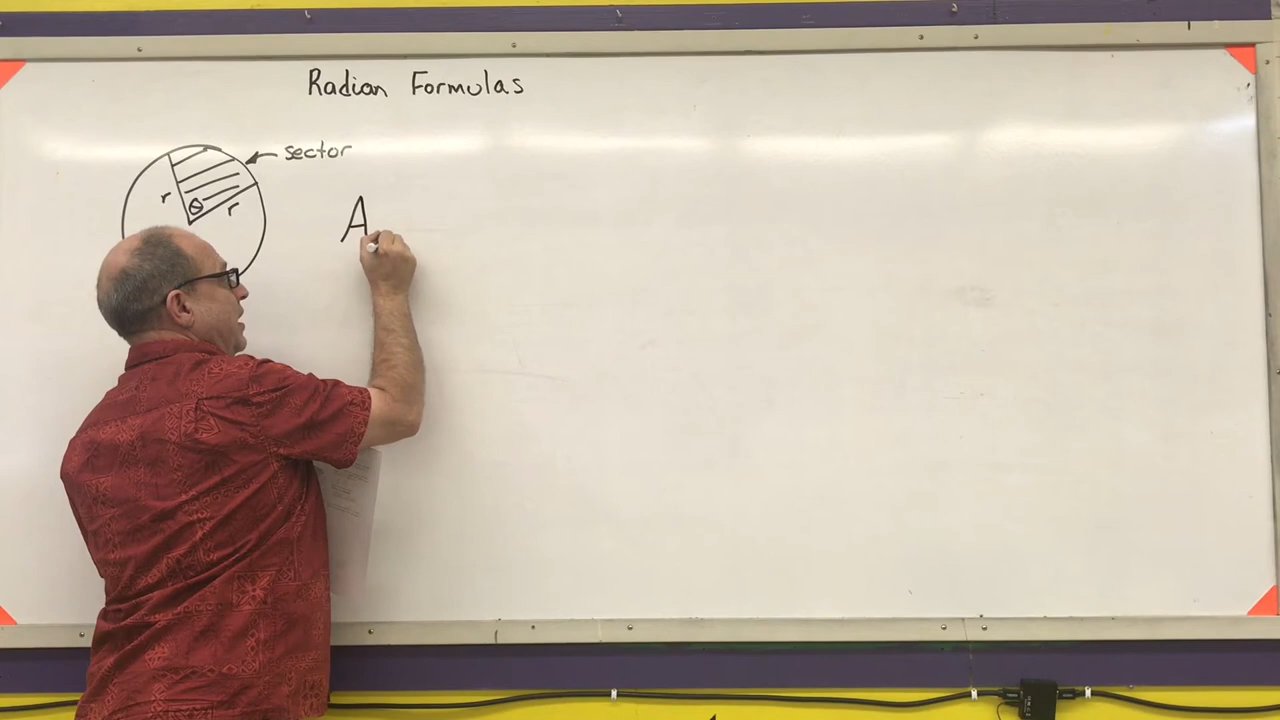 Radian Formulas
sector
r
θ
r
A